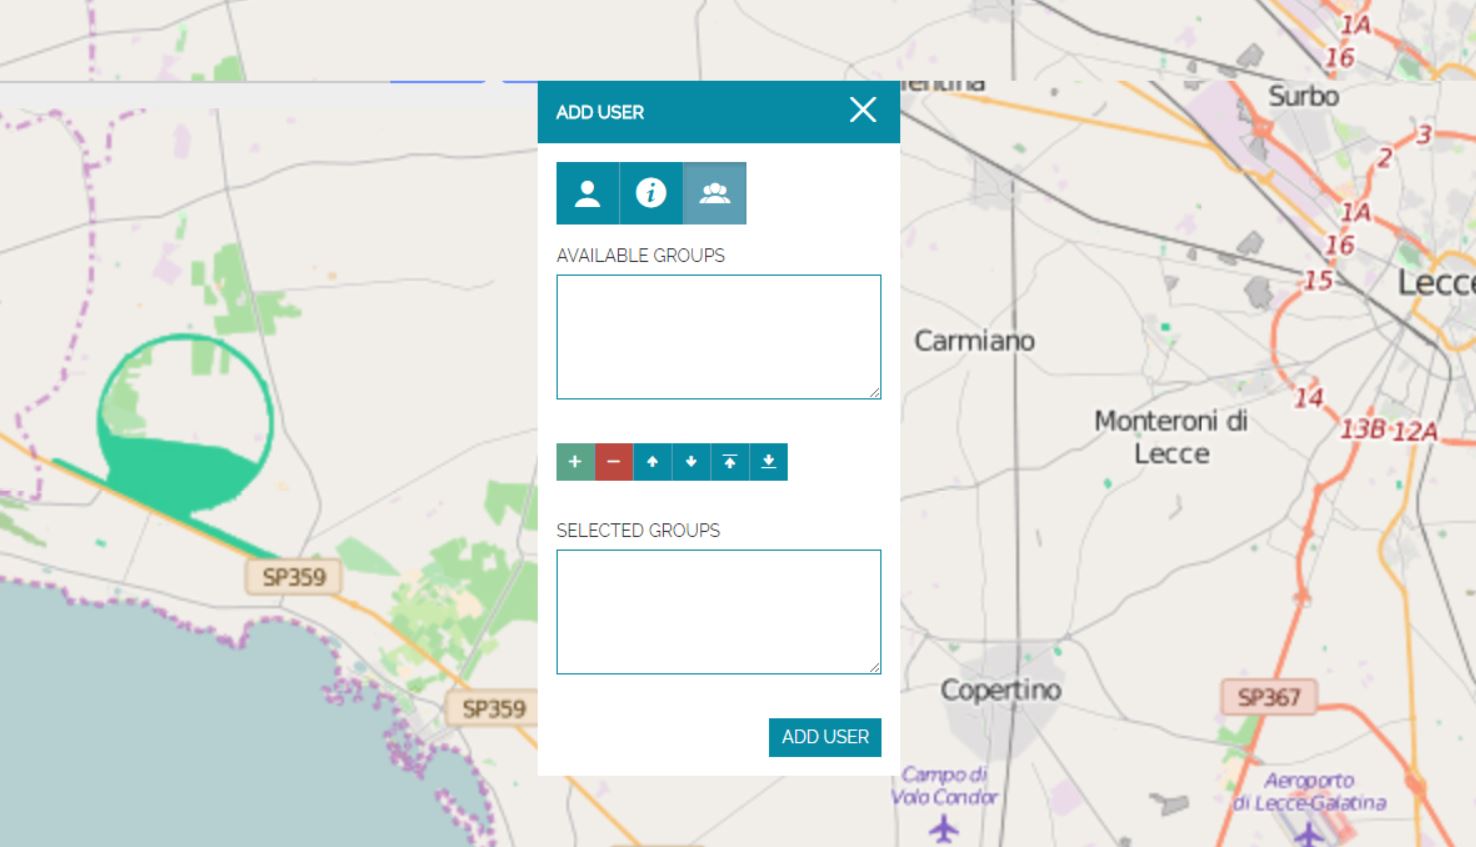 1A
16
ADD USER
Surbo
3
2
1A
AVAILABLE GROUPS
16
15
Lecce
Carmiano
14
Monteroni di
Lecce
13B
12A
SELECTED GROUPS
SP359
Copertino
SP367
SP359
ADD USER
Campo di
Volo Condor
Aeroporto
di Lecce-Galatina